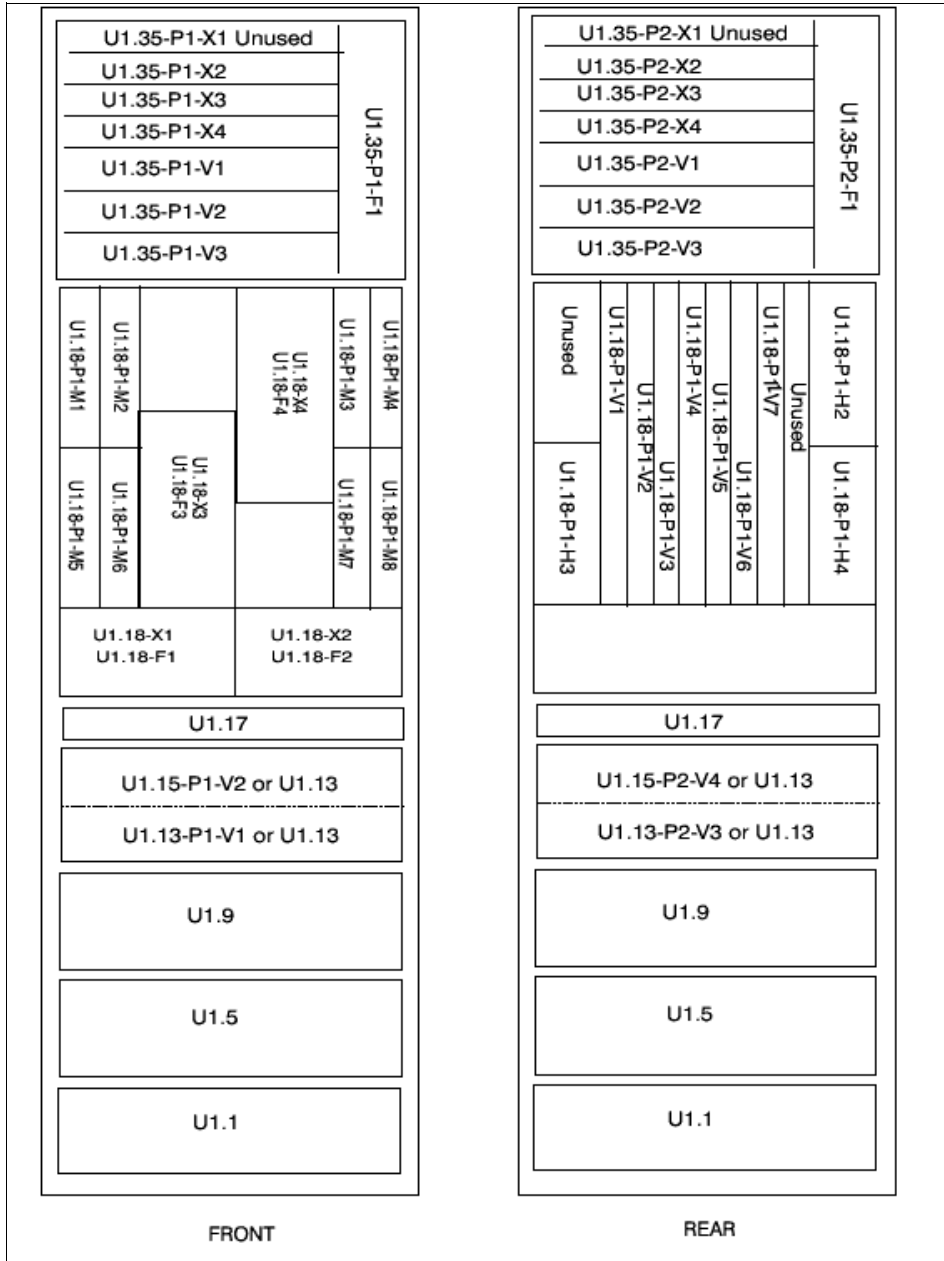 U1.35-P1-X1 Unused
U1.35-P1-X2
U1.35-P1-X3
U1.35-P1-X4
U1.35-P1-V1
U1.35-P1-V2
U1.35-P1-V3
U1.35-P1-F1
U1.18-P1-M1
U1.18-P1-M2
U1.18-X4
U1.18-F4
U1.18-P1-M3
U1.18-P1-M4
U1.18-P1-M5
U1.18-P1-M6
U1.18-X3
U1.18-F3
U1.18-P1-M7
U1.18-P1-M8
U1.18-X1
U1.18-F1
U1.18-X2
U1.18-F2
U1.17
U1.15-P1-V2 or U1.13
U1.13-P1-V1 or U1.13
U1.9
U1.5
U1.1
FRONT
U1.35-P2-X1 Unused
U1.35-P2-X2
U1.35-P2-X3
U1.35-P2-X4
U1.35-P2-V1
U1.35-P2-V2
U1.35-P2-V3
U1.35-P2-F1
Unused
U1.18-P1-H3
U1.18-P1-V1
U1.18-P1-V2
U1.18-P1-V3
U1.18-P1-V4
U1.18-P1-V5
U1.18-P1-V6
U1.18-P1-V7
Unused
U1.18-P1-H2
U1.18-P1-H4
U1.17
U1.15-P2-V4 or U1.13
U1.13-P2-V3 or U1.13
U1.9
U1.5
U1.1
REAR